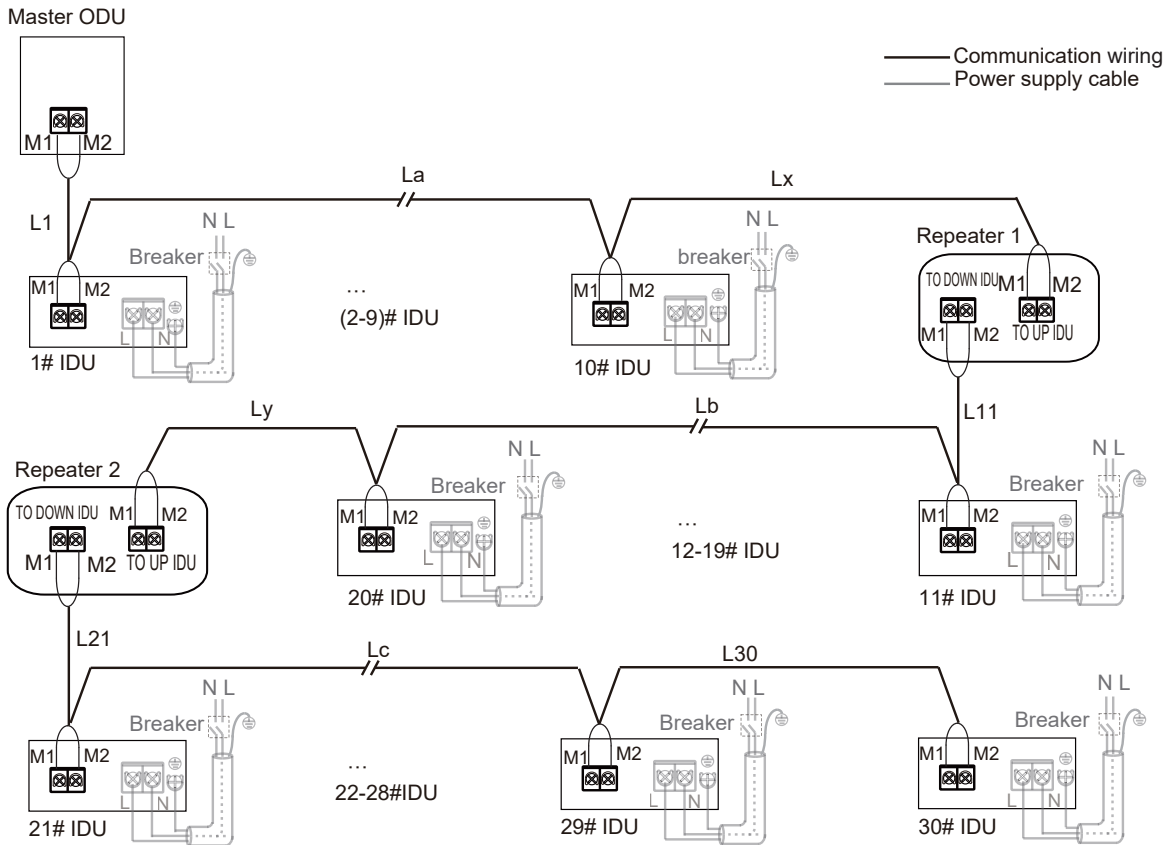 Master ODU
Communication wiring
Power supply cable
M1 M2
L1
La
Lx
N L
Breaker
M1 M2
L N
1# IDU
...
(2-9)# IDU
N L
breaker
M1 M2
L N
10# IDU
Repeater 1
TO DOWN IDU
M1 M2
M1 M2
TO UP IDU
L11
Ly
Lb
Repeater 2
TO DOWN IDU
M1 M2
M1 M2
TO UP IDU
L21
N L
Breaker
M1 M2
L N
20# IDU
...
12-19# IDU
N L
Breaker
M1 M2
L N
11# IDU
Lc
L30
N L
Breaker
M1 M2
L N
21# IDU
...
22-28#IDU
N L
Breaker
M1 M2
L N
29# IDU
N L
Breaker
M1 M2
L N
30# IDU